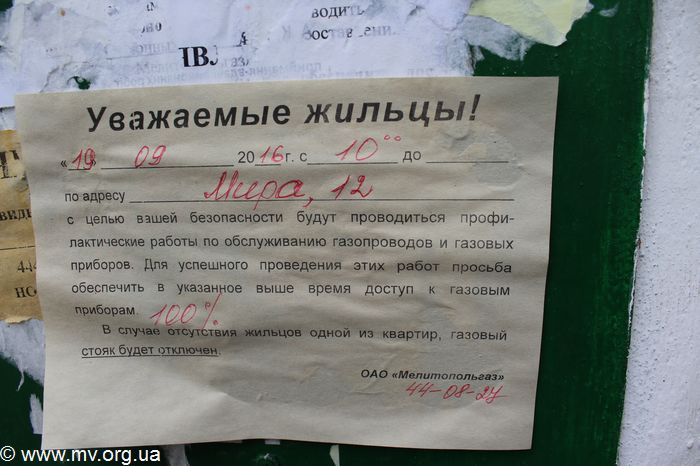 водить
Уважаемые жильцы!
«19» 09 2016 г. с 10 00 до
по адресу Мира, 12
с целью вашей безопасности будут проводиться профи-
лактические работы по обслуживанию газопроводов и газовых
приборов. Для успешного проведения этих работ просьба
обеспечить в указанное выше время доступ к газовым
приборам. 100%
В случае отсутствия жильцов одной из квартир, газовый
стояк будет отключен.
ОАО «Мелитопольгаз»
44-08-24
© www.mv.org.ua